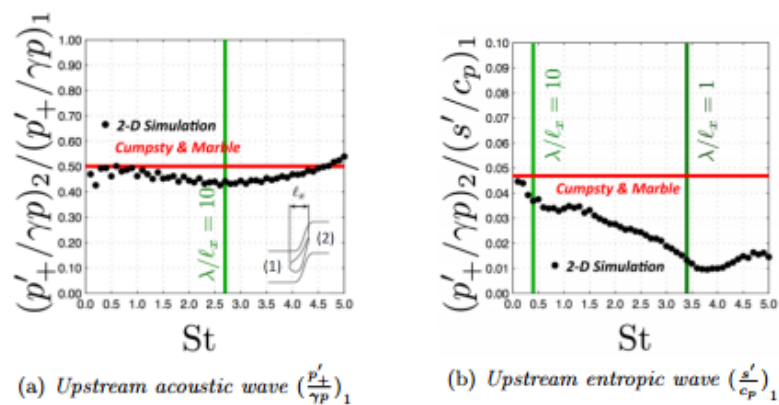 (p'₊/γp)₂/(p'₊/γp)₁
1.00
0.90
0.80
0.70
0.60
0.50
0.40
0.30
0.20
0.10
0.00
2-D Simulation
Cumpsty & Marble
λ/ℓₓ = 10
ℓₓ
(1)
(2)
0.0 0.5 1.0 1.5 2.0 2.5 3.0 3.5 4.0 4.5 5.0
St
(a) Upstream acoustic wave (p'₊/γp)₁
(p'₊/γp)₂/(s'/cₚ)₁
0.10
0.09
0.08
0.07
0.06
0.05
0.04
0.03
0.02
0.01
0.00
λ/ℓₓ = 10
λ/ℓₓ = 1
Cumpsty & Marble
2-D Simulation
0.0 0.5 1.0 1.5 2.0 2.5 3.0 3.5 4.0 4.5 5.0
St
(b) Upstream entropic wave (s'/cₚ)₁